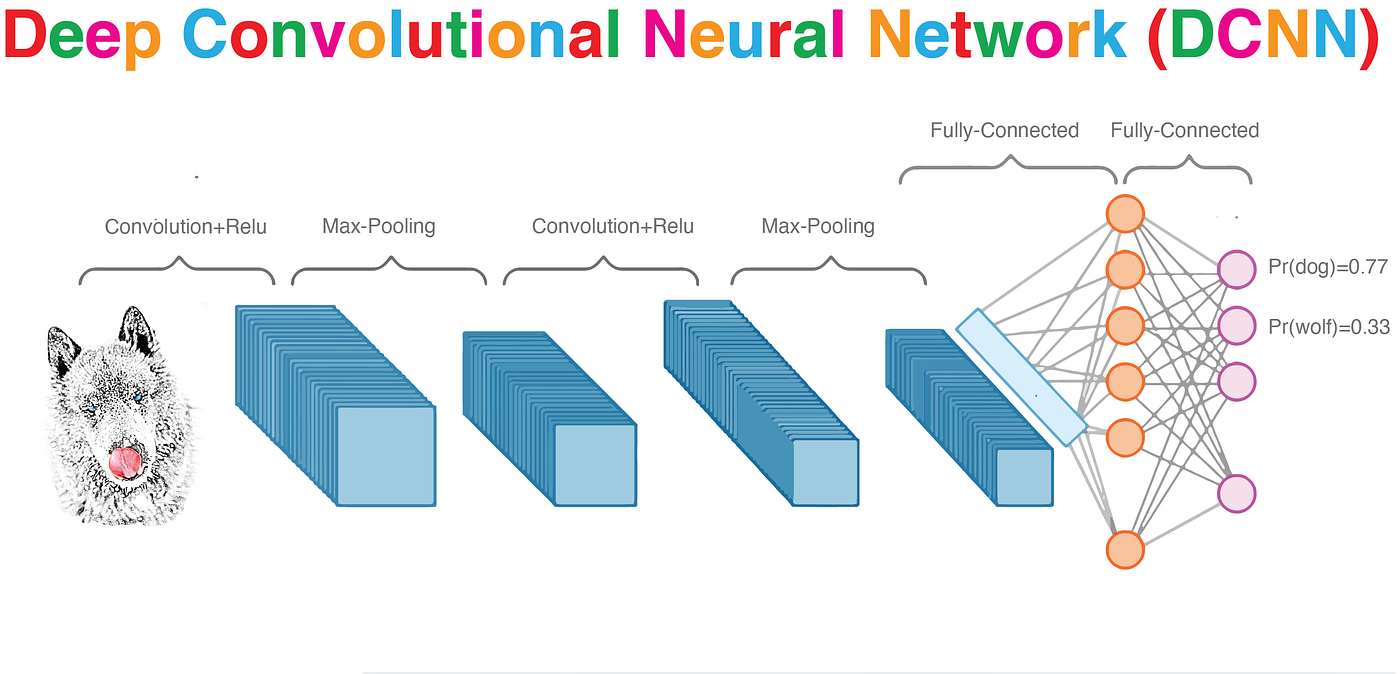 Deep Convolutional Neural Network (DCNN)
Fully-Connected Fully-Connected
Convolution+Relu Max-Pooling Convolution+Relu Max-Pooling
Pr(dog)=0.77
Pr(wolf)=0.33